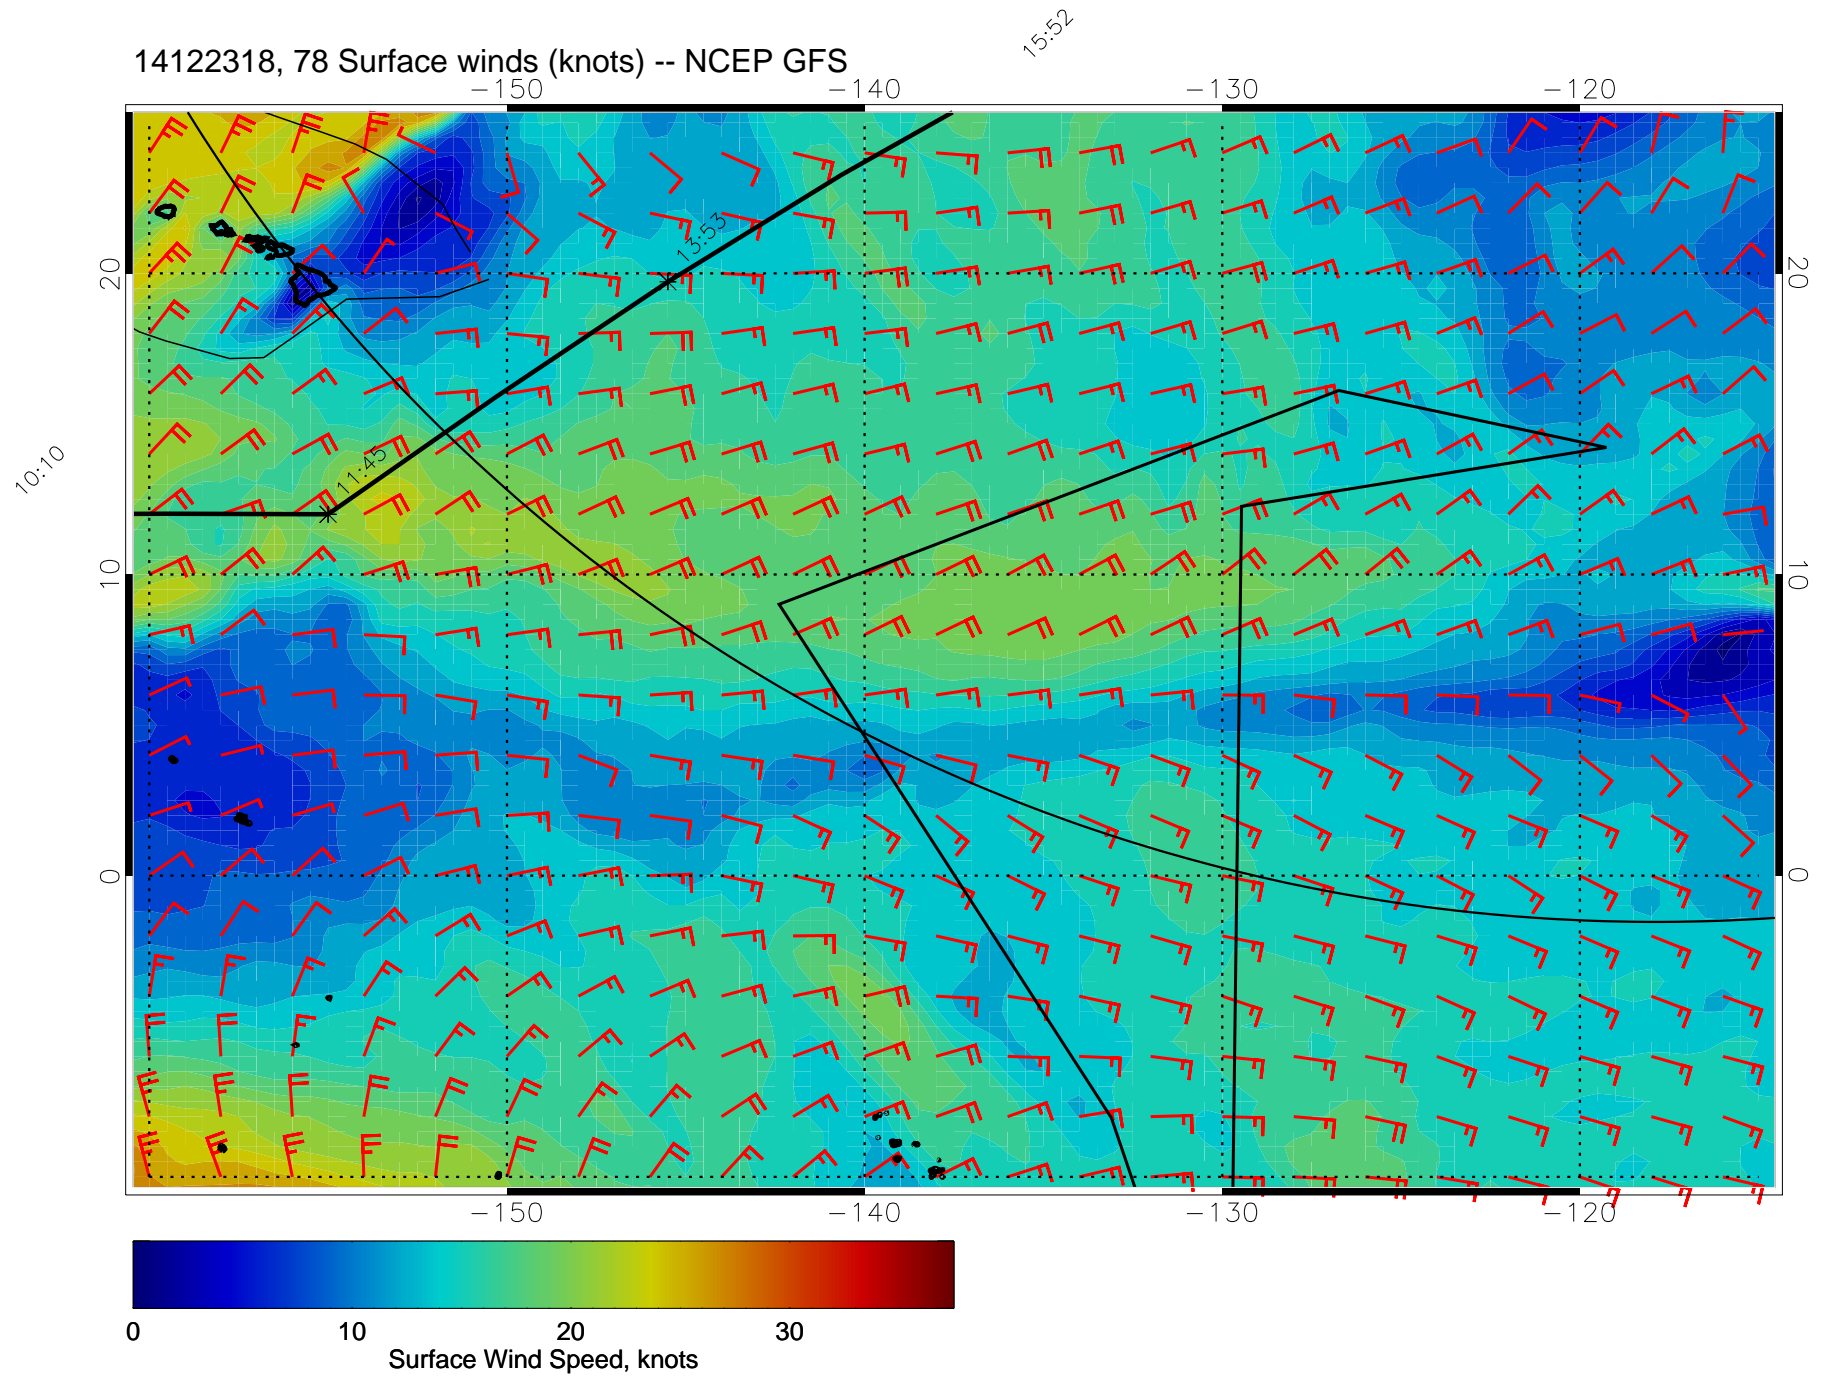 15:52
14122318, 78 Surface winds (knots) -- NCEP GFS
-150 -140 -130 -120
13:53
20 20
11:45
10:10
10 10
0 0
-150 -140 -130 -120
0 10 20 30
Surface Wind Speed, knots